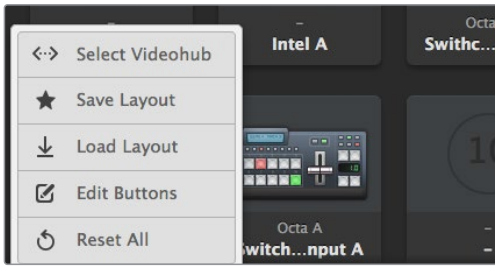 –
–
Octa
Intel A
Swithc...
Select Videohub
Save Layout
Load Layout
Edit Buttons
Reset All
Octa A
Switch...nput A
–
–